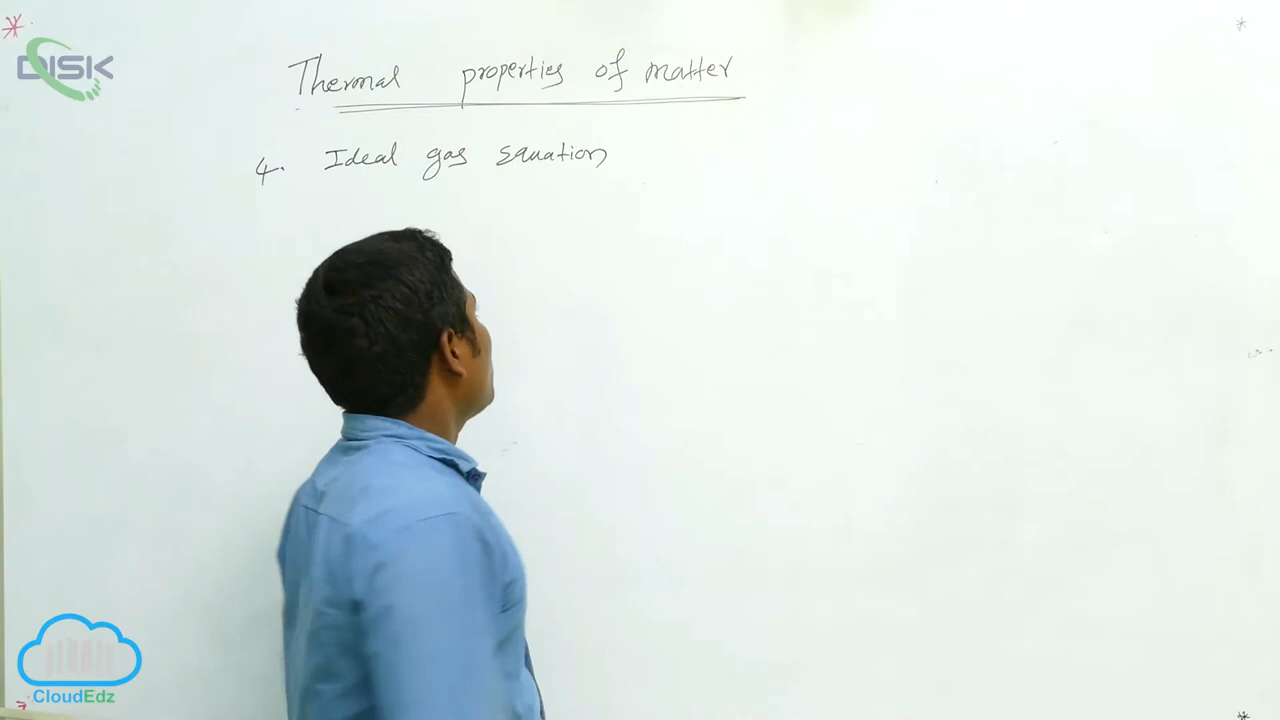 DISK
Thermal properties of matter
4. Ideal gas equation
CloudEdz